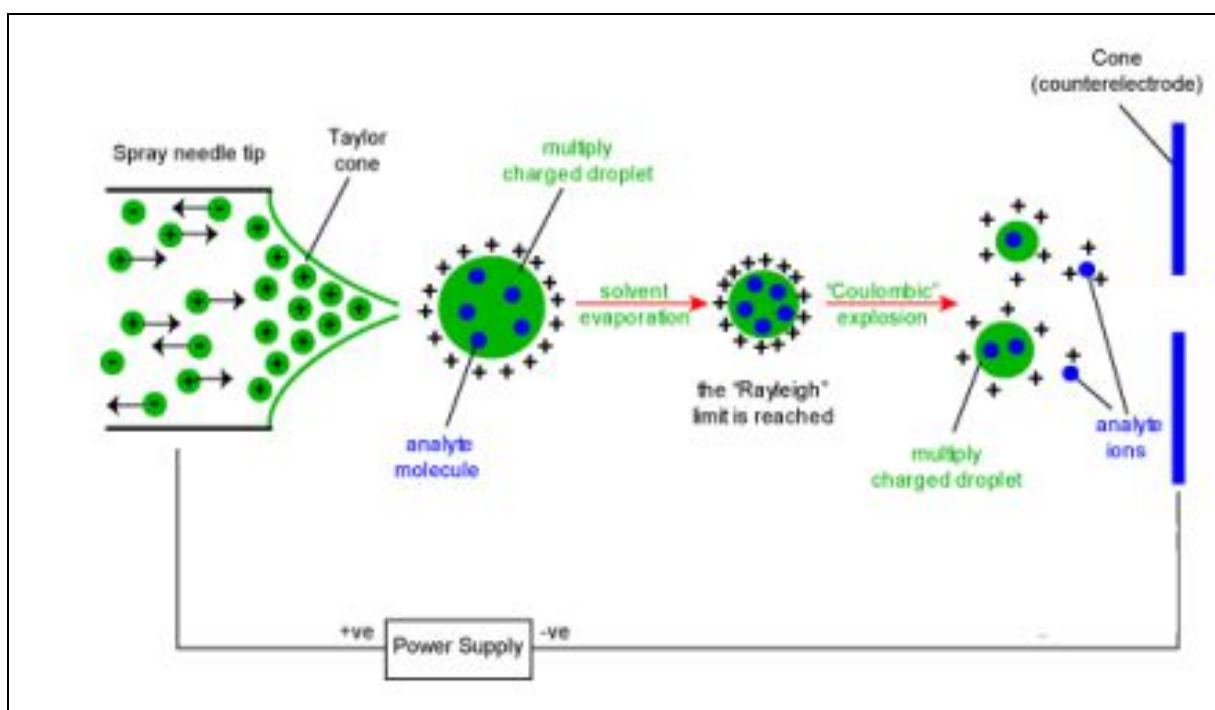 Cone
(counterelectrode)
Spray needle tip
Taylor
cone
multiply
charged droplet
solvent
evaporation
"Coulombic"
explosion
the "Rayleigh"
limit is reached
analyte
molecule
multiply
charged droplet
analyte
ions
+ve
Power Supply
-ve